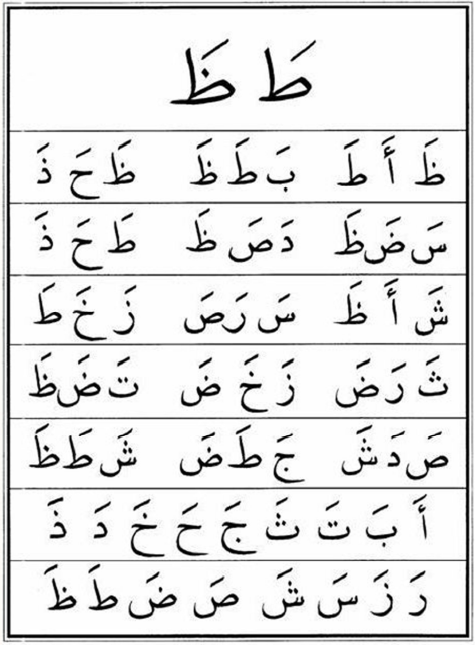 طَ ظَ
ظَ أَ طَ بَ طَ ظَ ظَ حَ ذَ
سَ ضَ ظَ دَ صَ ظَ طَ حَ ذَ
شَ أَ ظَ سَ رَ صَ زَ خَ طَ
ثَ رَ ضَ زَ خَ ضَ تَ ضَ ظَ
صَ دَ شَ جَ طَ ضَ شَ طَ ظَ
أَ بَ تَ ثَ جَ حَ خَ دَ ذَ
رَ زَ سَ شَ صَ ضَ طَ ظَ